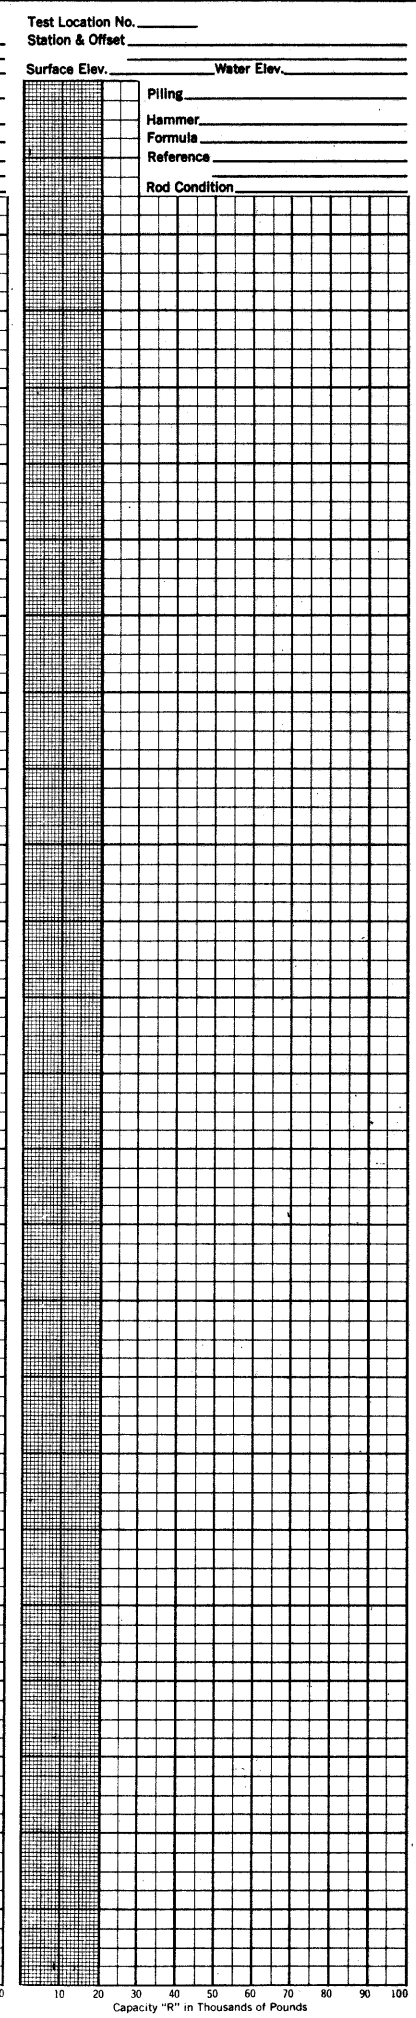 Test Location No.
Station & Offset
Surface Elev. Water Elev.
Piling
Hammer
Formula
Reference
Rod Condition
0 10 20 30 40 50 60 70 80 90 100
Capacity "R" in Thousands of Pounds